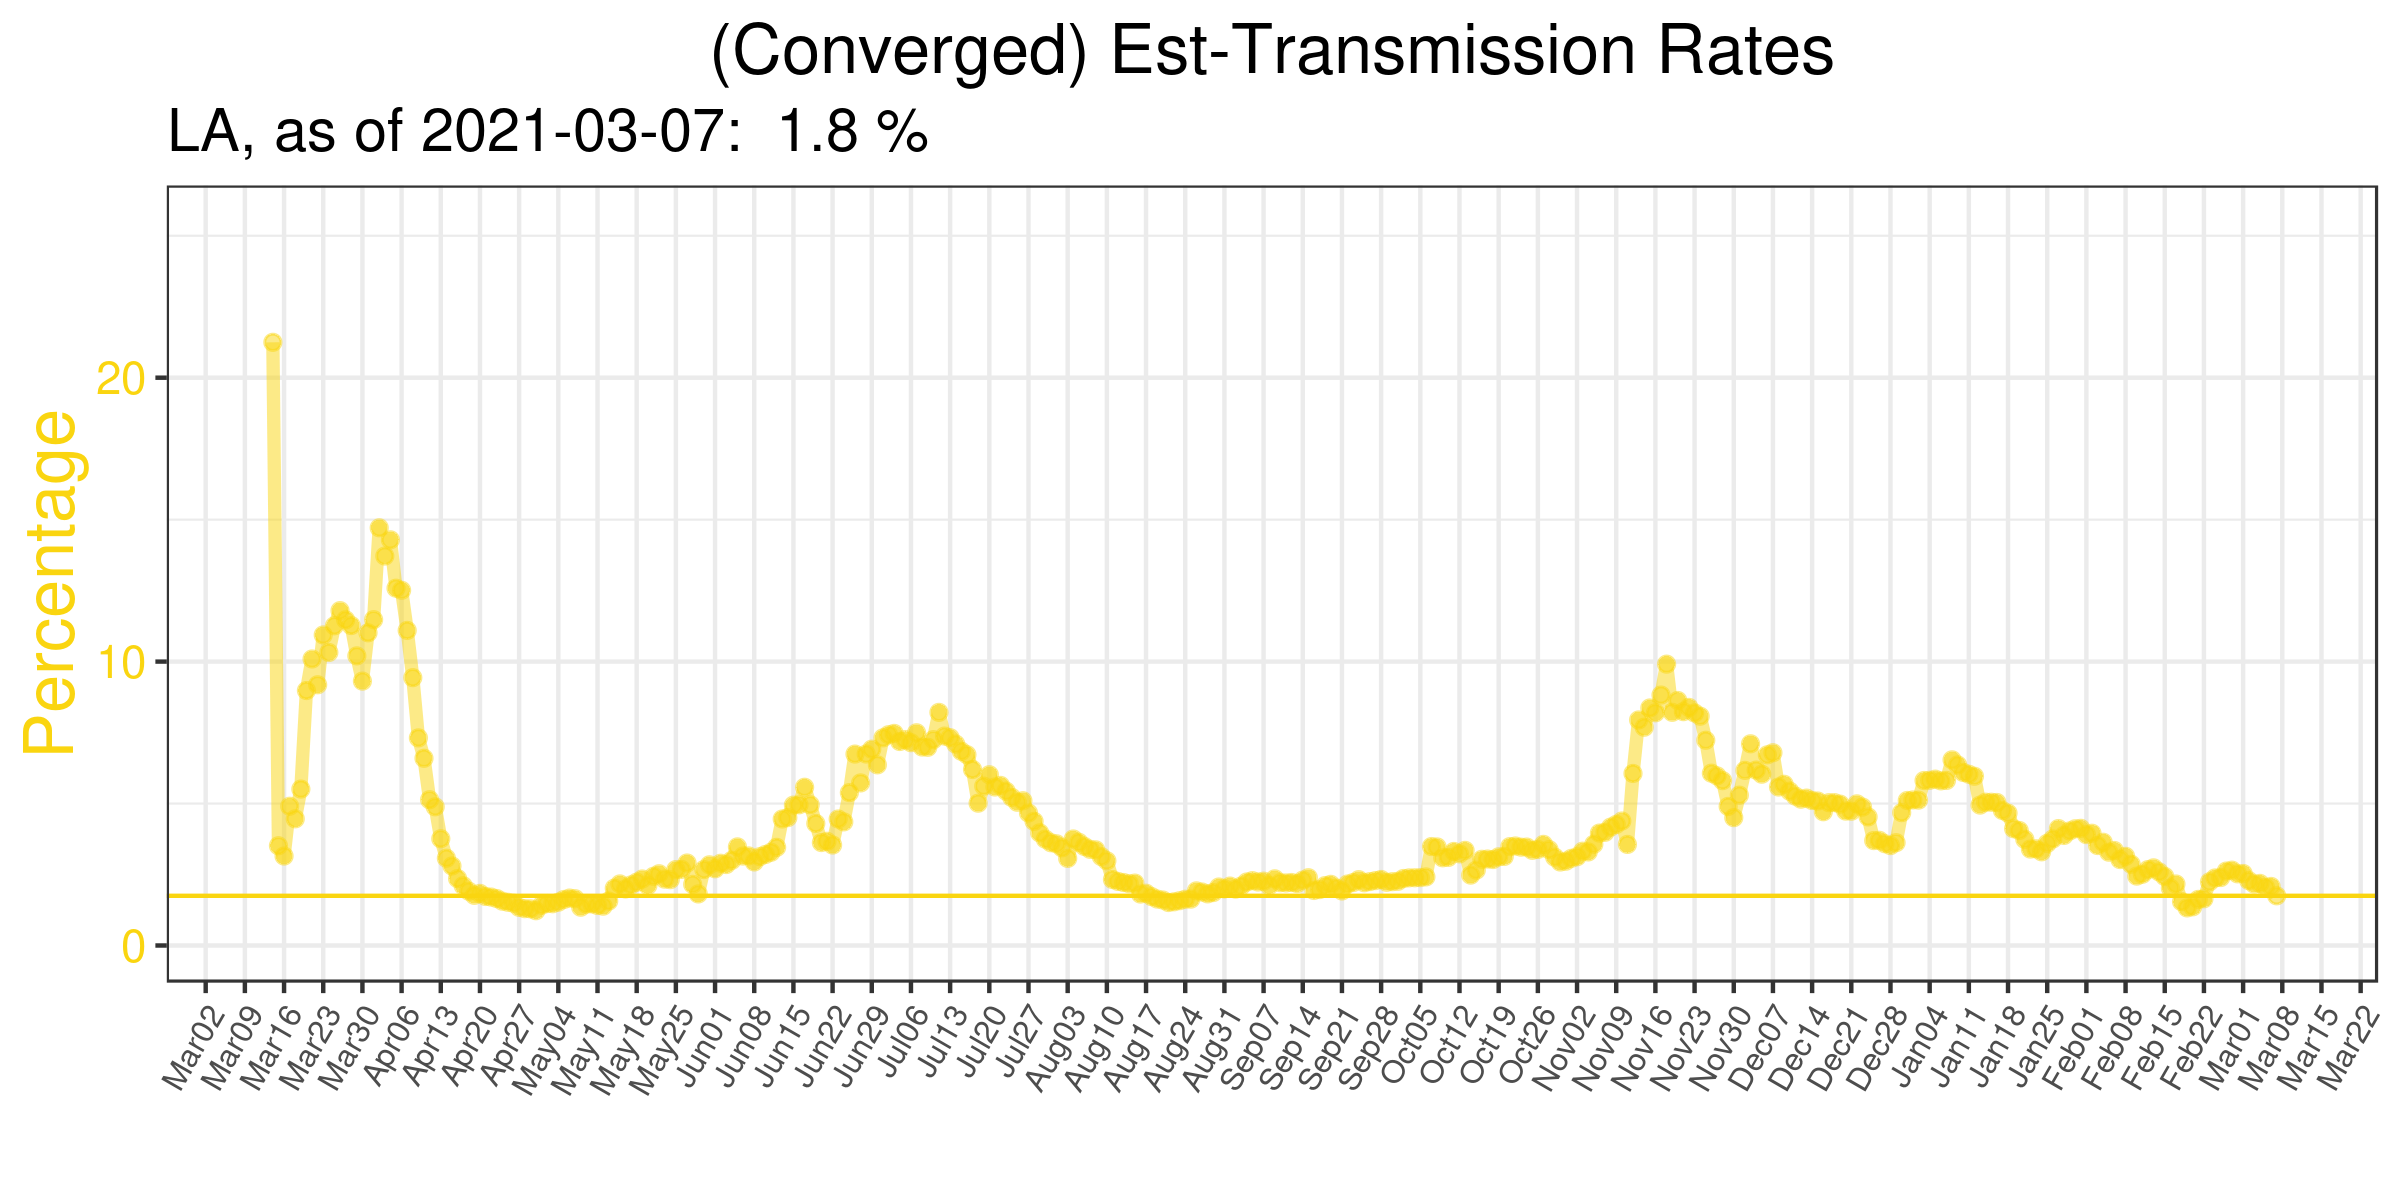 (Converged) Est-Transmission Rates
LA, as of 2021-03-07:  1.8 %
Percentage
20
10
0
Mar02
Mar09
Mar16
Mar23
Mar30
Apr06
Apr13
Apr20
Apr27
May04
May11
May18
May25
Jun01
Jun08
Jun15
Jun22
Jun29
Jul06
Jul13
Jul20
Jul27
Aug03
Aug10
Aug17
Aug24
Aug31
Sep07
Sep14
Sep21
Sep28
Oct05
Oct12
Oct19
Oct26
Nov02
Nov09
Nov16
Nov23
Nov30
Dec07
Dec14
Dec21
Dec28
Jan04
Jan11
Jan18
Jan25
Feb01
Feb08
Feb15
Feb22
Mar01
Mar08
Mar15
Mar22